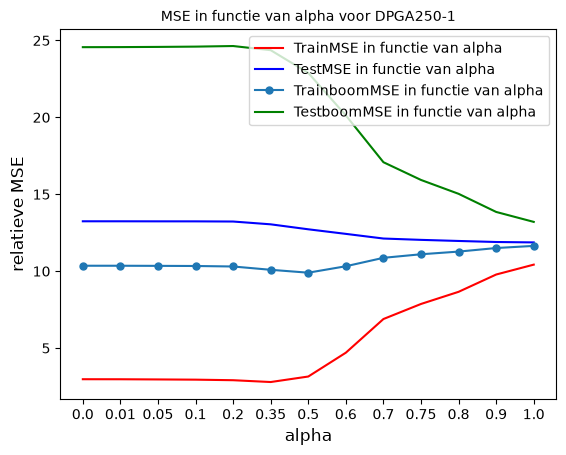 MSE in functie van alpha voor DPGA250-1
TrainMSE in functie van alpha
TestMSE in functie van alpha
TrainboomMSE in functie van alpha
TestboomMSE in functie van alpha
relatieve MSE
25
20
15
10
5
0.0 0.01 0.05 0.1 0.2 0.35 0.5 0.6 0.7 0.75 0.8 0.9 1.0
alpha